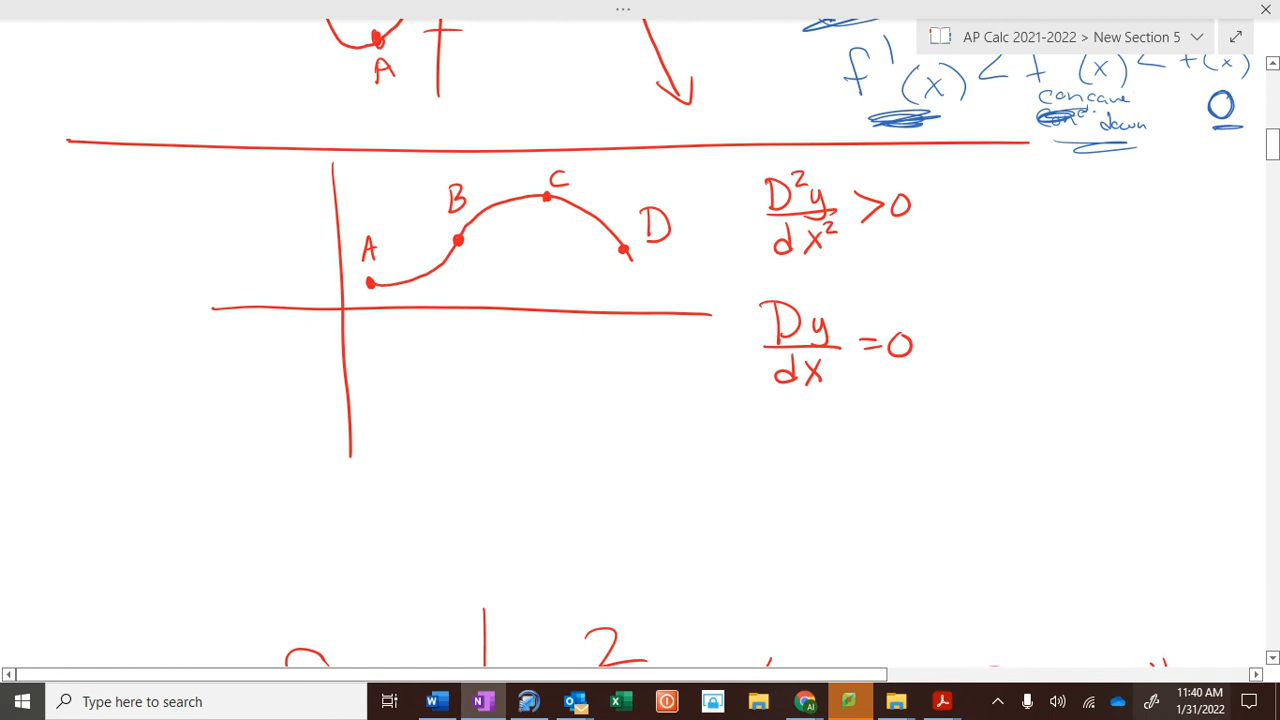 ...
AP Calc 2021-2022 > New Section 5
A
f'(x) < f (x) < f(x)
concave
down
0
A
B
C
D
D²y
dx²
>0
Dy
dx
=0
2
Type here to search
11:40 AM
1/31/2022